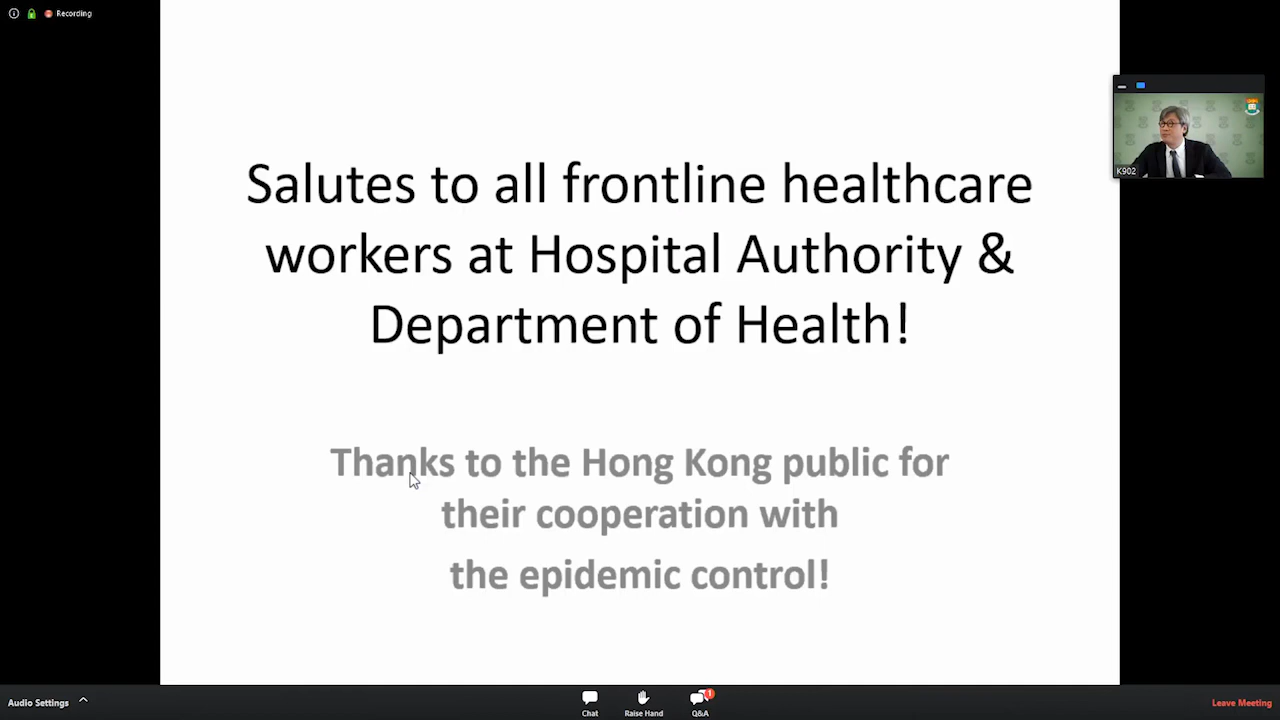 Recording
Salutes to all frontline healthcare
workers at Hospital Authority &
Department of Health!
K902
Thanks to the Hong Kong public for
their cooperation with
the epidemic control!
Audio Settings
Chat
Raise Hand
1
Q&A
Leave Meeting